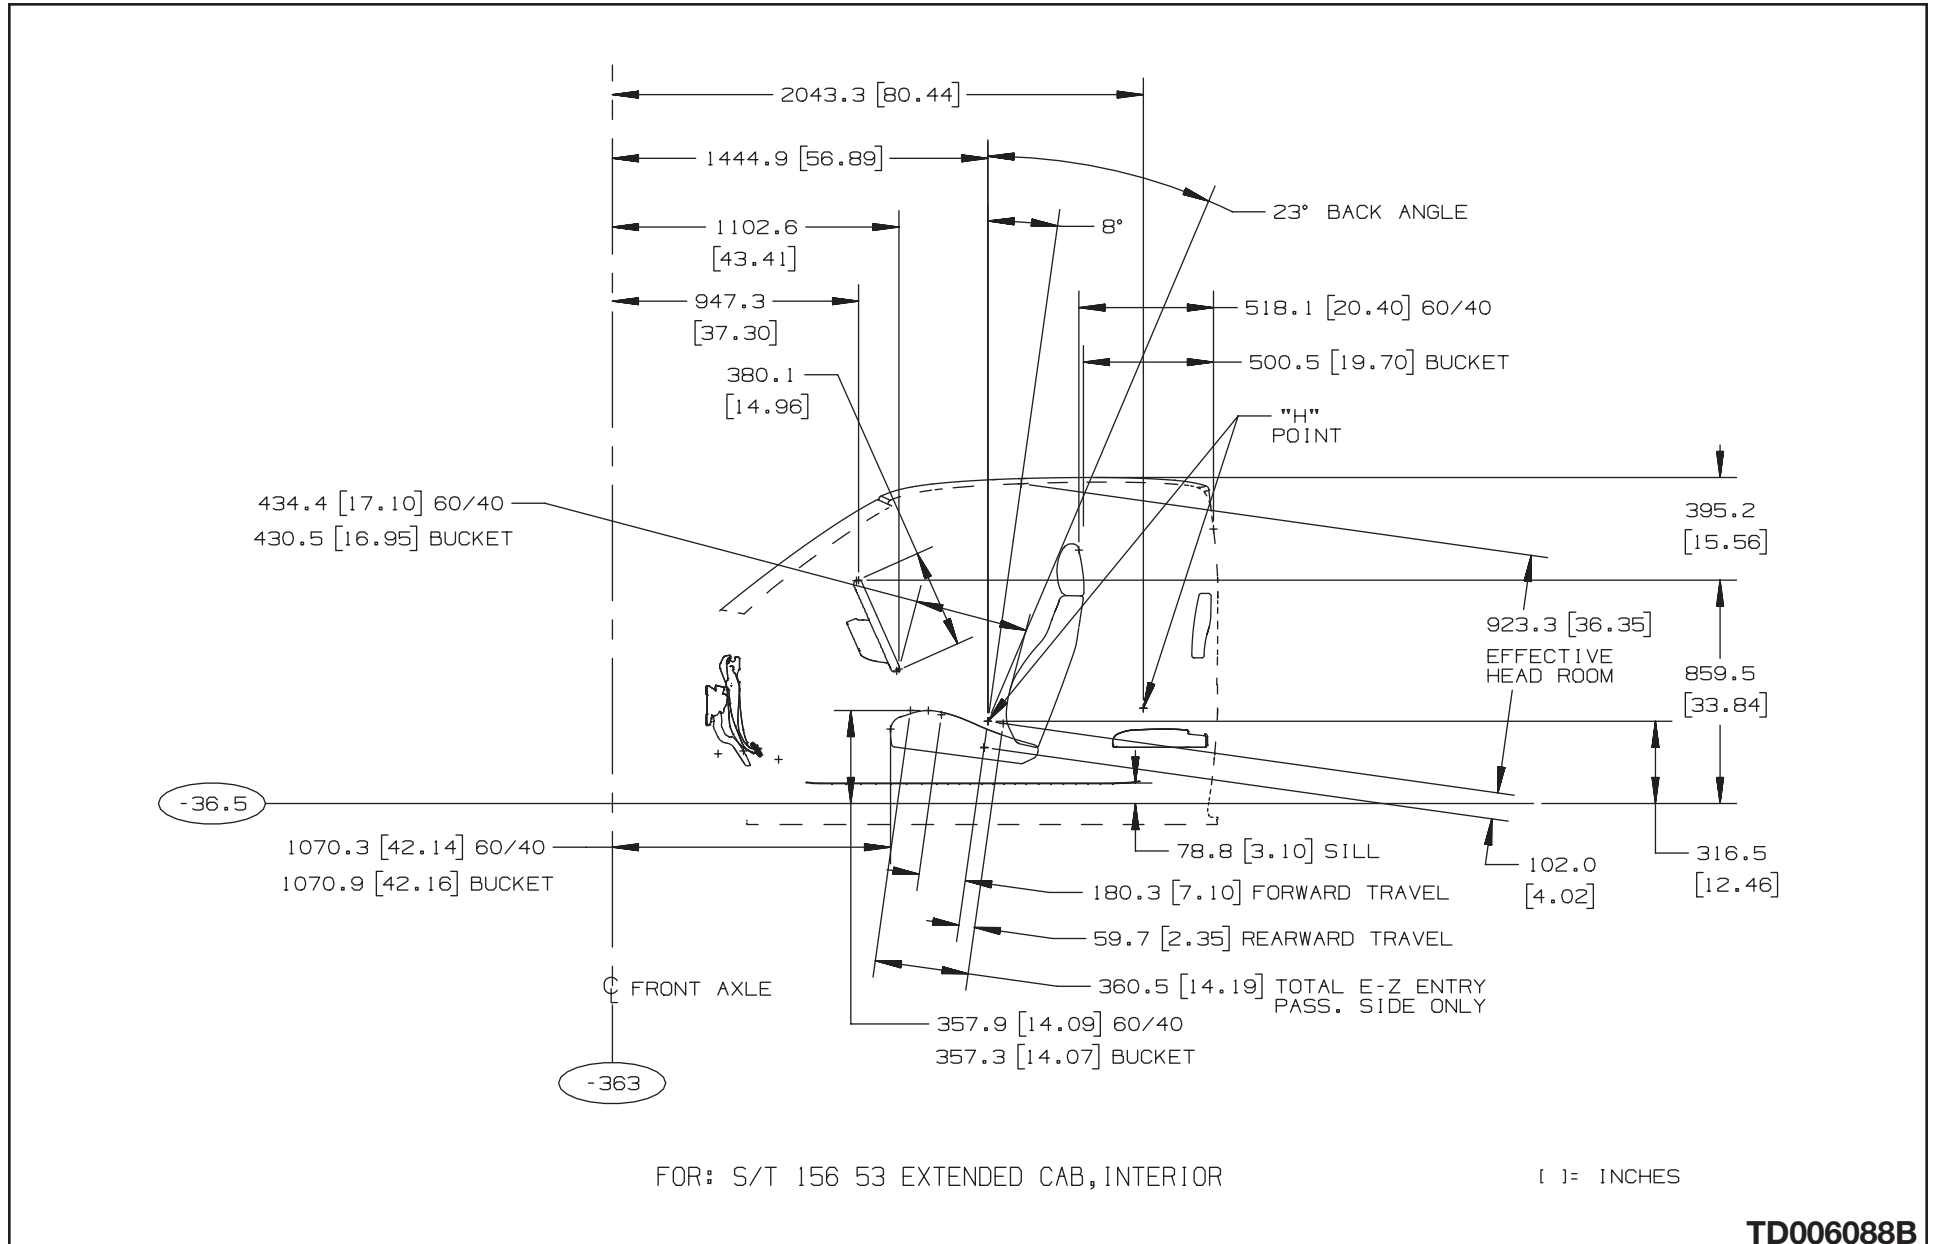 2043.3 [80.44]
1444.9 [56.89]
23° BACK ANGLE
1102.6
[43.41]
8°
947.3
[37.30]
518.1 [20.40] 60/40
500.5 [19.70] BUCKET
380.1
[14.96]
"H"
POINT
434.4 [17.10] 60/40
430.5 [16.95] BUCKET
395.2
[15.56]
923.3 [36.35]
EFFECTIVE
HEAD ROOM
859.5
[33.84]
-36.5
1070.3 [42.14] 60/40
1070.9 [42.16] BUCKET
78.8 [3.10] SILL
102.0
[4.02]
316.5
[12.46]
180.3 [7.10] FORWARD TRAVEL
59.7 [2.35] REARWARD TRAVEL
360.5 [14.19] TOTAL E-Z ENTRY
PASS. SIDE ONLY
℄ FRONT AXLE
357.9 [14.09] 60/40
357.3 [14.07] BUCKET
-363
FOR: S/T 156 53 EXTENDED CAB, INTERIOR
[ ]= INCHES
TD006088B